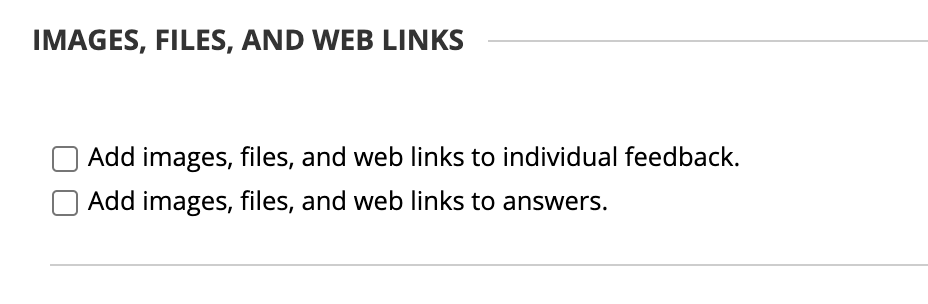 IMAGES, FILES, AND WEB LINKS
Add images, files, and web links to individual feedback.
Add images, files, and web links to answers.